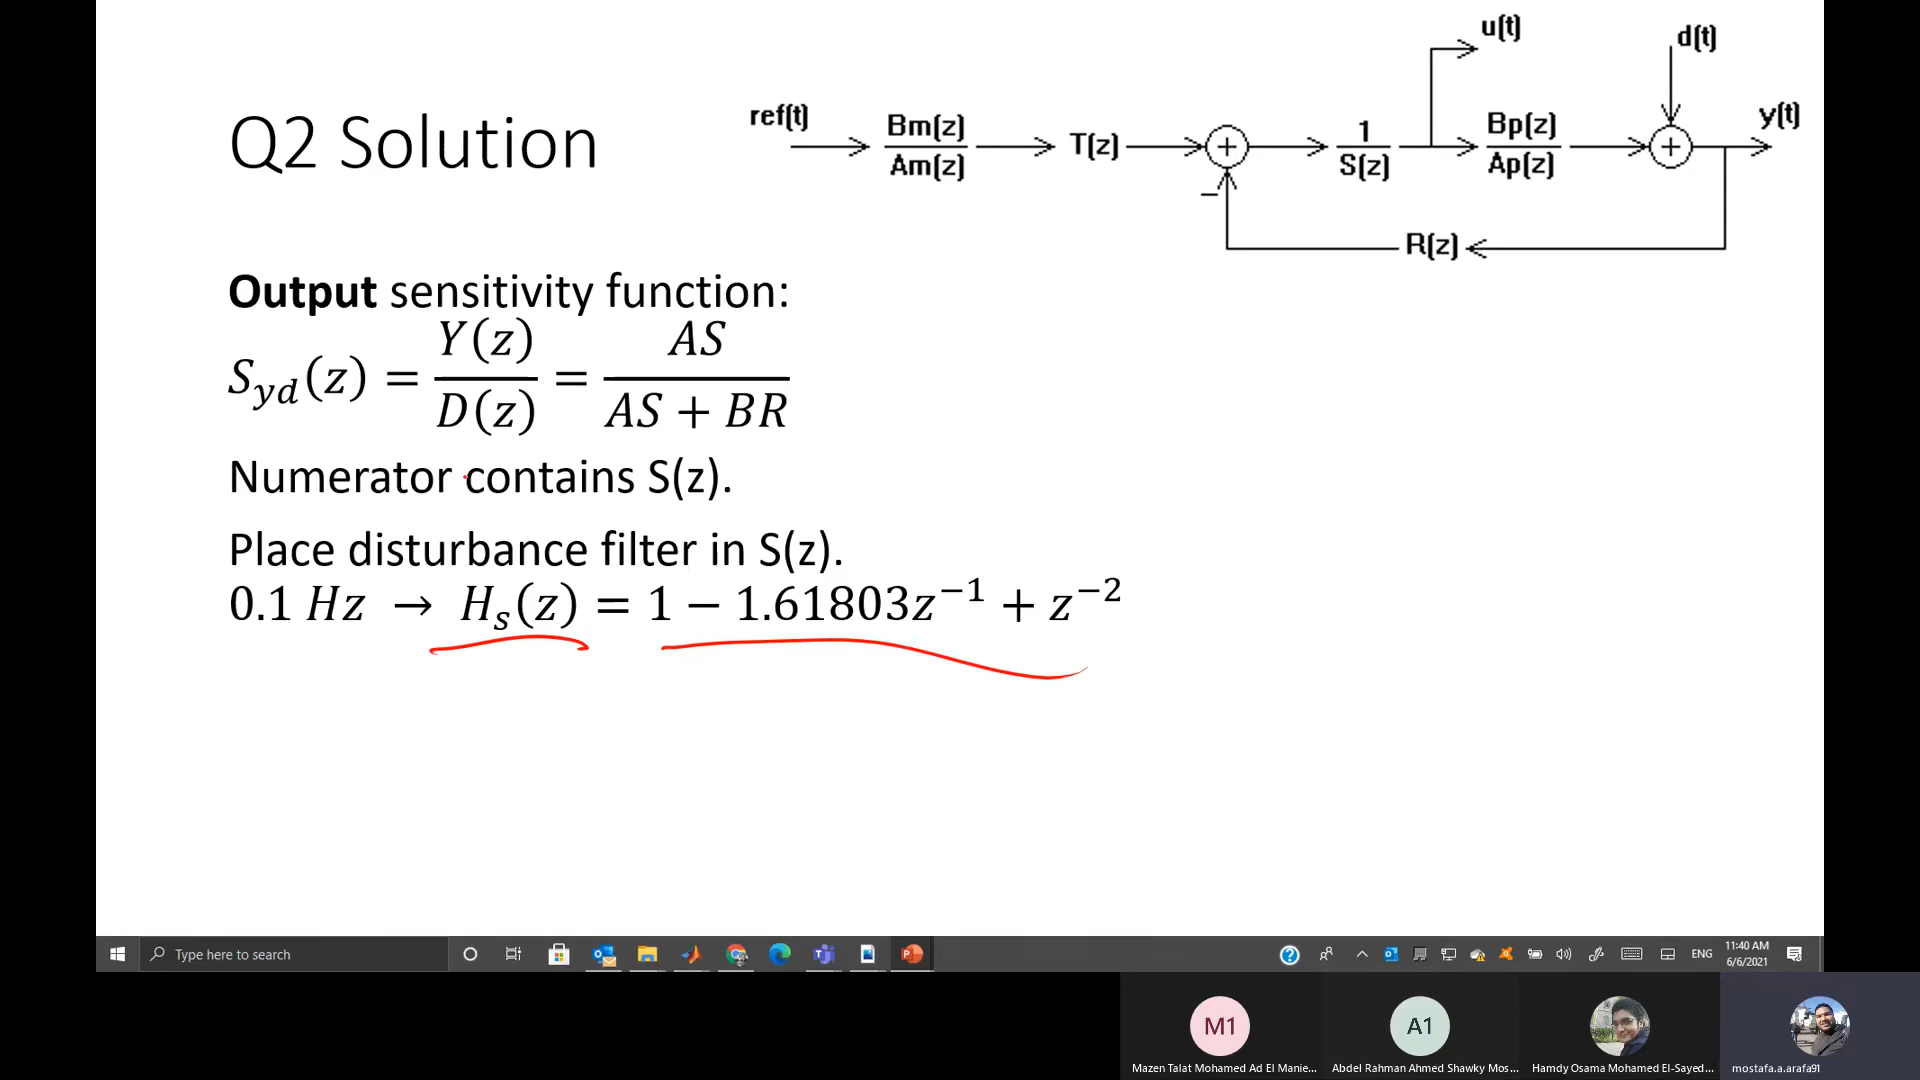 Q2 Solution
ref(t)
Bm(z)
Am(z)
T(z)
+
−
1
S(z)
u(t)
Bp(z)
Ap(z)
d(t)
+
y(t)
R(z)
Output sensitivity function:
S_yd(z) = Y(z)/D(z) = AS/(AS + BR)
Numerator contains S(z).
Place disturbance filter in S(z).
0.1 Hz → H_s(z) = 1 − 1.61803z^−1 + z^−2
Type here to search
ENG
11:40 AM
6/6/2021
M1
A1
Mazen Talat Mohamed Ad El Manie...
Abdel Rahman Ahmed Shawky Mos...
Hamdy Osama Mohamed El-Sayed...
mostafa.a.arafa91